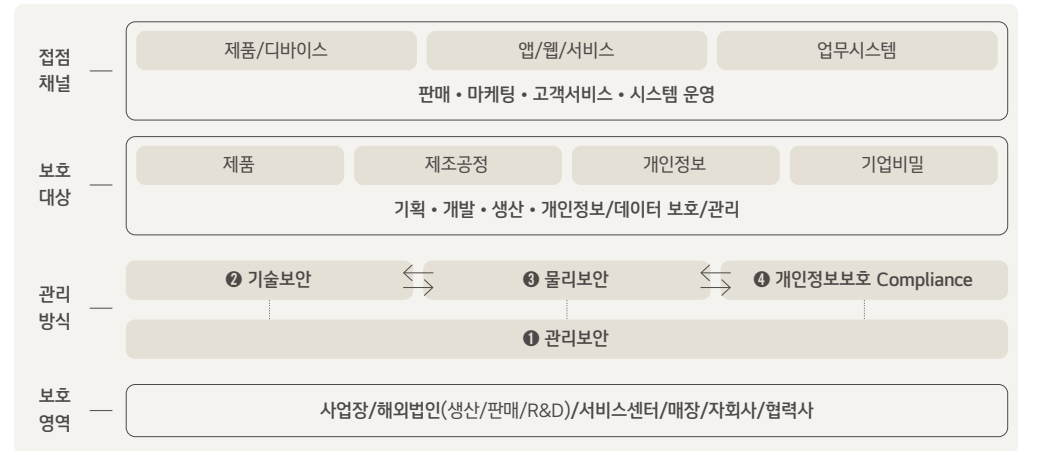 접점
채널
제품/디바이스
앱/웹/서비스
업무시스템
판매 • 마케팅 • 고객서비스 • 시스템 운영
보호
대상
제품
제조공정
개인정보
기업비밀
기획 • 개발 • 생산 • 개인정보/데이터 보호/관리
관리
방식
❷ 기술보안
❸ 물리보안
❹ 개인정보보호 Compliance
❶ 관리보안
보호
영역
사업장/해외법인(생산/판매/R&D)/서비스센터/매장/자회사/협력사